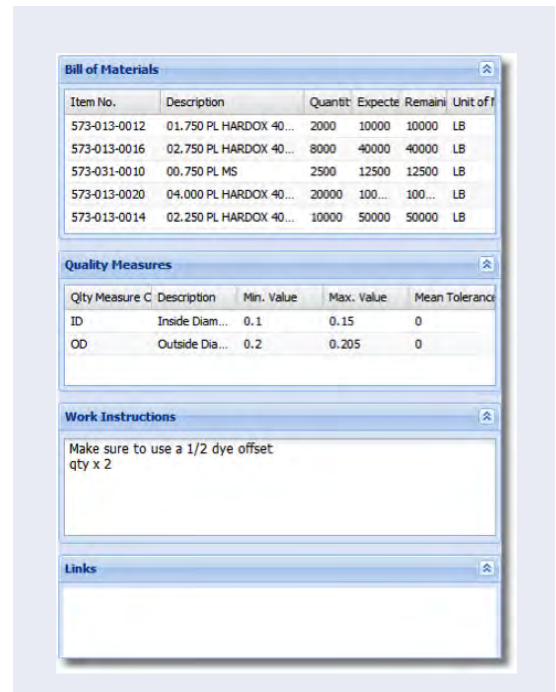 Bill of Materials
Item No. Description Quantit Expecte Remaini Unit of M
573-013-0012 01.750 PL HARDOX 40... 2000 10000 10000 LB
573-013-0016 02.750 PL HARDOX 40... 8000 40000 40000 LB
573-031-0010 00.750 PL MS 2500 12500 12500 LB
573-013-0020 04.000 PL HARDOX 40... 20000 100... 100... LB
573-013-0014 02.250 PL HARDOX 40... 10000 50000 50000 LB
Quality Measures
Qlty Measure C Description Min. Value Max. Value Mean Tolerance
ID Inside Diam... 0.1 0.15 0
OD Outside Dia... 0.2 0.205 0
Work Instructions
Make sure to use a 1/2 dye offset
qty x 2
Links